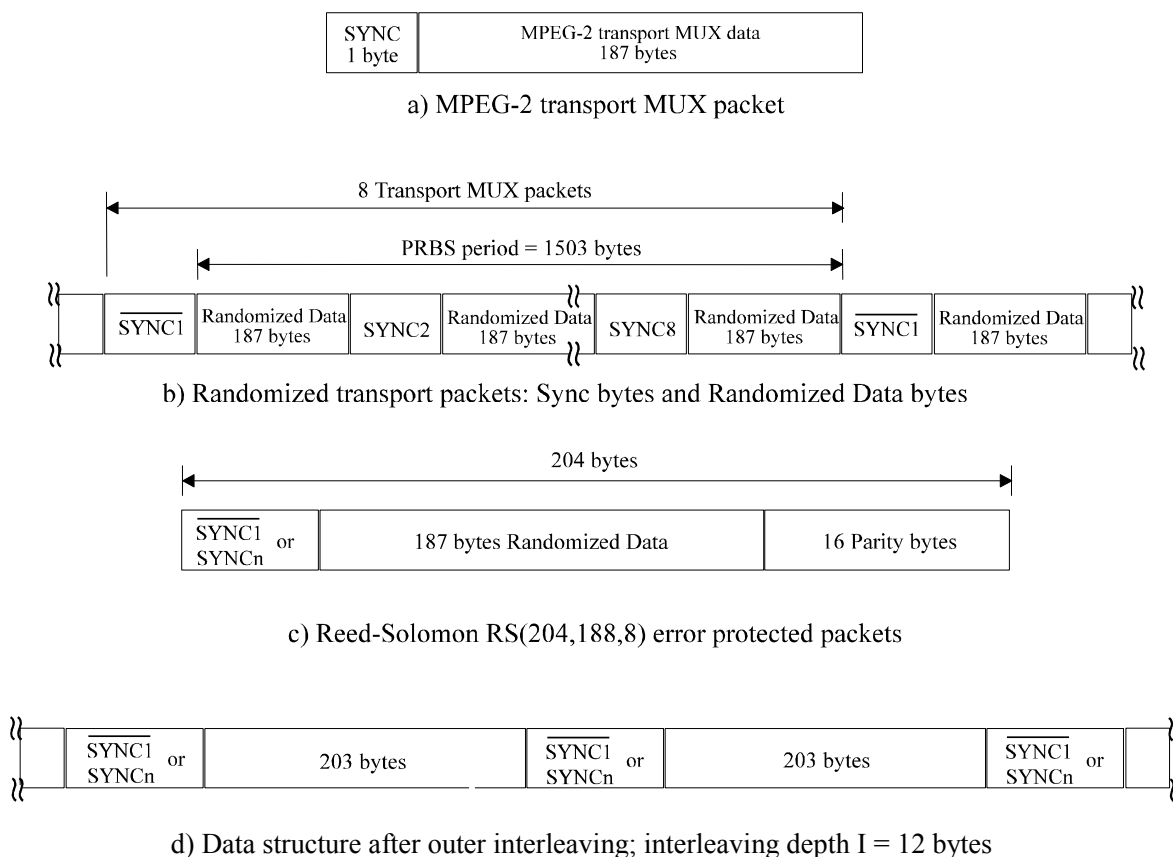 SYNC
1 byte
MPEG-2 transport MUX data
187 bytes
a) MPEG-2 transport MUX packet
8 Transport MUX packets
PRBS period = 1503 bytes
SYNC1
Randomized Data
187 bytes
SYNC2
Randomized Data
187 bytes
SYNC8
Randomized Data
187 bytes
SYNC1
Randomized Data
187 bytes
b) Randomized transport packets: Sync bytes and Randomized Data bytes
204 bytes
SYNC1 or
SYNCn
187 bytes Randomized Data
16 Parity bytes
c) Reed-Solomon RS(204,188,8) error protected packets
SYNC1 or
SYNCn
203 bytes
SYNC1 or
SYNCn
203 bytes
SYNC1 or
SYNCn
d) Data structure after outer interleaving; interleaving depth I = 12 bytes